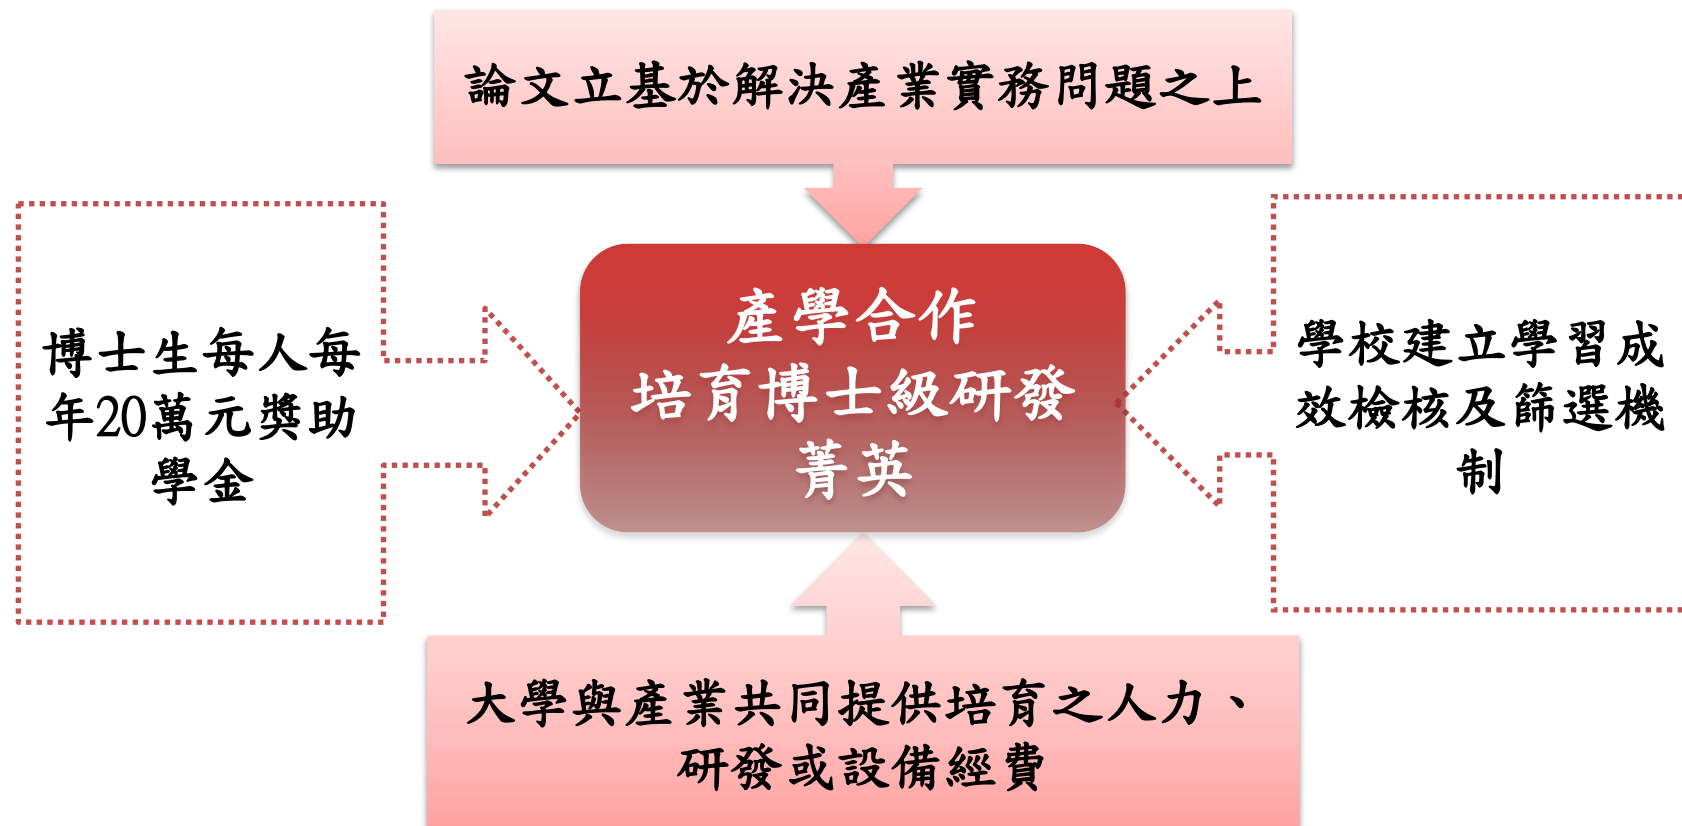 論文立基於解決產業實務問題之上
博士生每人每
年20萬元獎助
學金
產學合作
培育博士級研發
菁英
學校建立學習成
效檢核及篩選機
制
大學與產業共同提供培育之人力、
研發或設備經費